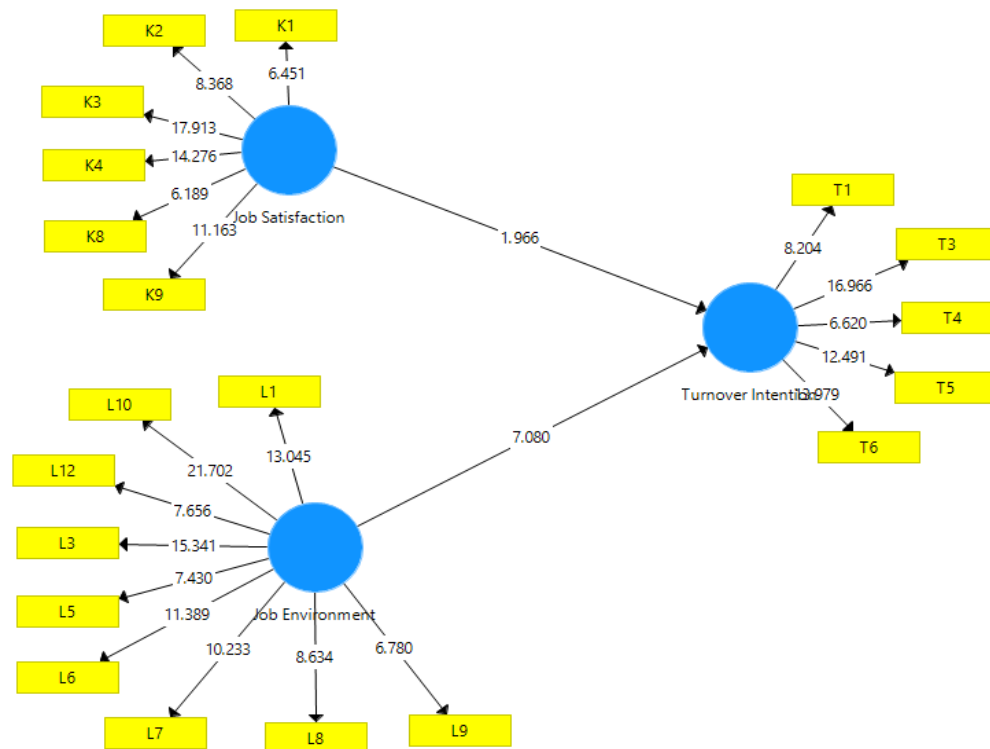 K1
K2
6.451
8.368
K3
17.913
K4
14.276
6.189
K8
11.163
K9
Job Satisfaction
1.966
T1
8.204
T3
16.966
T4
6.620
12.491
T5
Turnover Intention
13.979
T6
7.080
L1
L10
13.045
21.702
L12
7.656
L3
15.341
7.430
L5
11.389
Job Environment
L6
10.233
8.634
6.780
L7
L8
L9